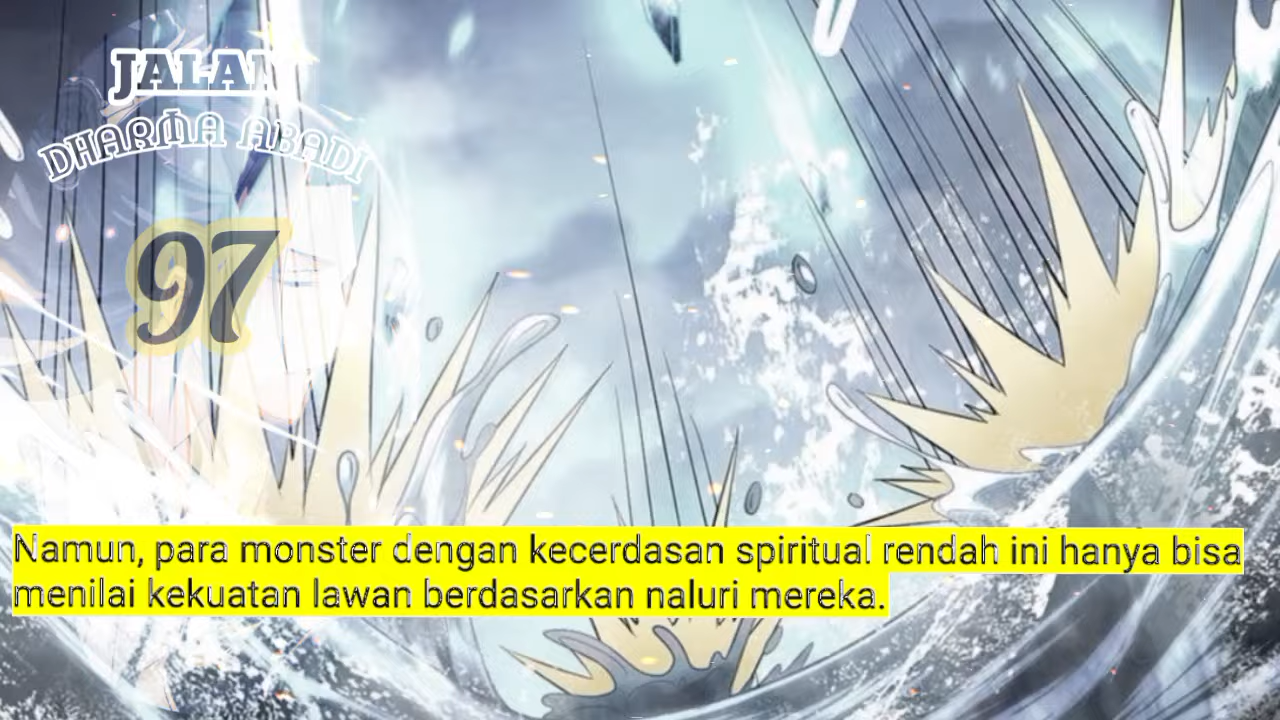 JALAN
DHARMA ABADI
97
Namun, para monster dengan kecerdasan spiritual rendah ini hanya bisa
menilai kekuatan lawan berdasarkan naluri mereka.